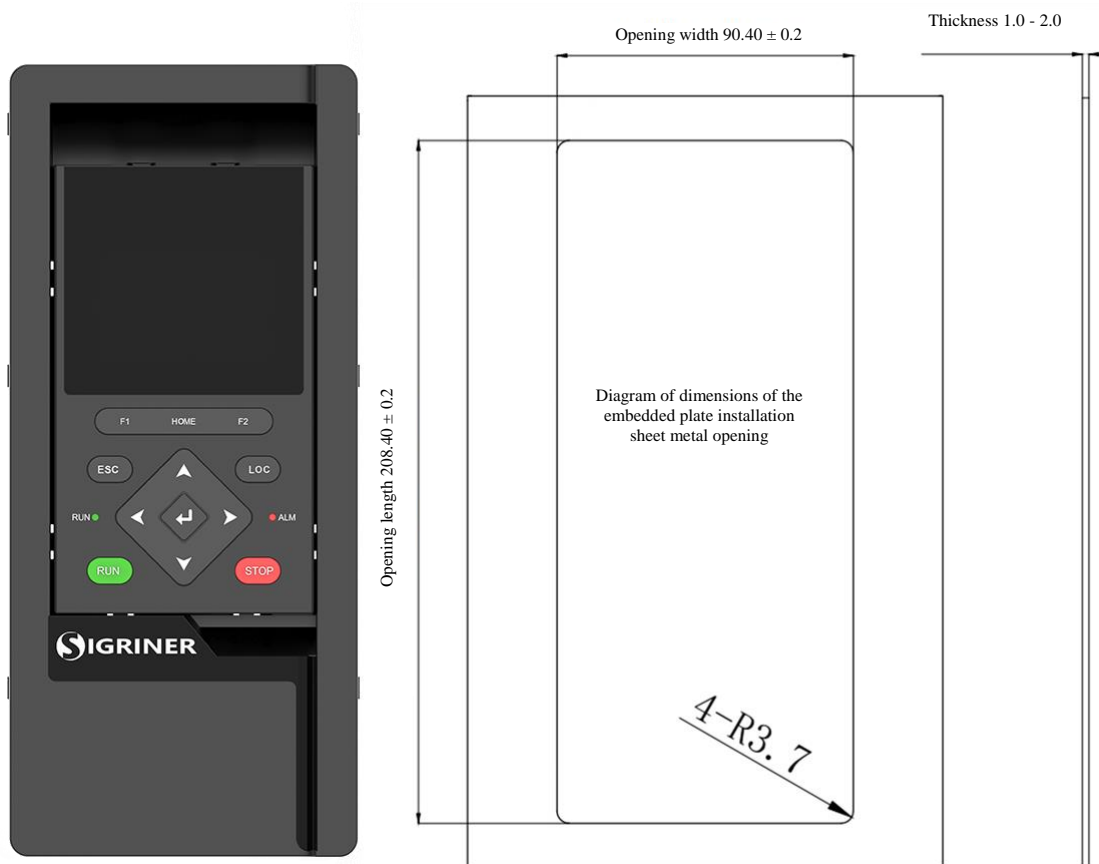 Thickness 1.0 - 2.0
Opening width 90.40 ± 0.2
Opening length 208.40 ± 0.2
Diagram of dimensions of the
embedded plate installation
sheet metal opening
4-R3. 7
F1 HOME F2
ESC LOC
RUN ALM
RUN STOP
SIGRINER